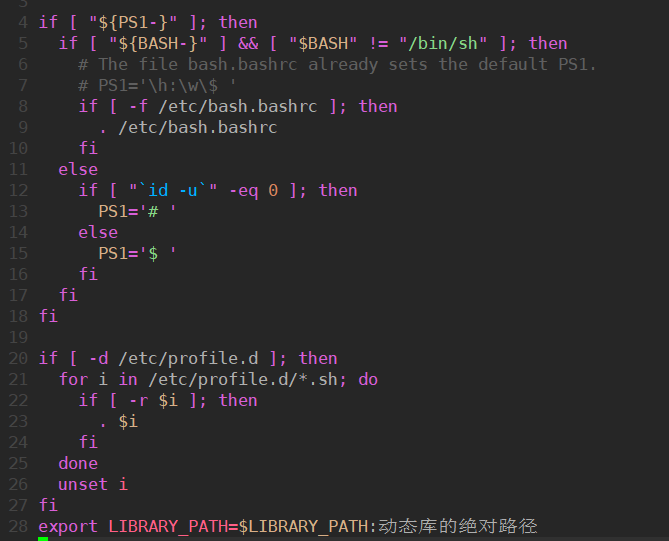 3
4 if [ "${PS1-}" ]; then
5   if [ "${BASH-}" ] && [ "$BASH" != "/bin/sh" ]; then
6     # The file bash.bashrc already sets the default PS1.
7     # PS1='\h:\w\$ '
8     if [ -f /etc/bash.bashrc ]; then
9       . /etc/bash.bashrc
10     fi
11   else
12     if [ "`id -u`" -eq 0 ]; then
13       PS1='# '
14     else
15       PS1='$ '
16     fi
17   fi
18 fi
19
20 if [ -d /etc/profile.d ]; then
21   for i in /etc/profile.d/*.sh; do
22     if [ -r $i ]; then
23       . $i
24     fi
25   done
26   unset i
27 fi
28 export LIBRARY_PATH=$LIBRARY_PATH:动态库的绝对路径